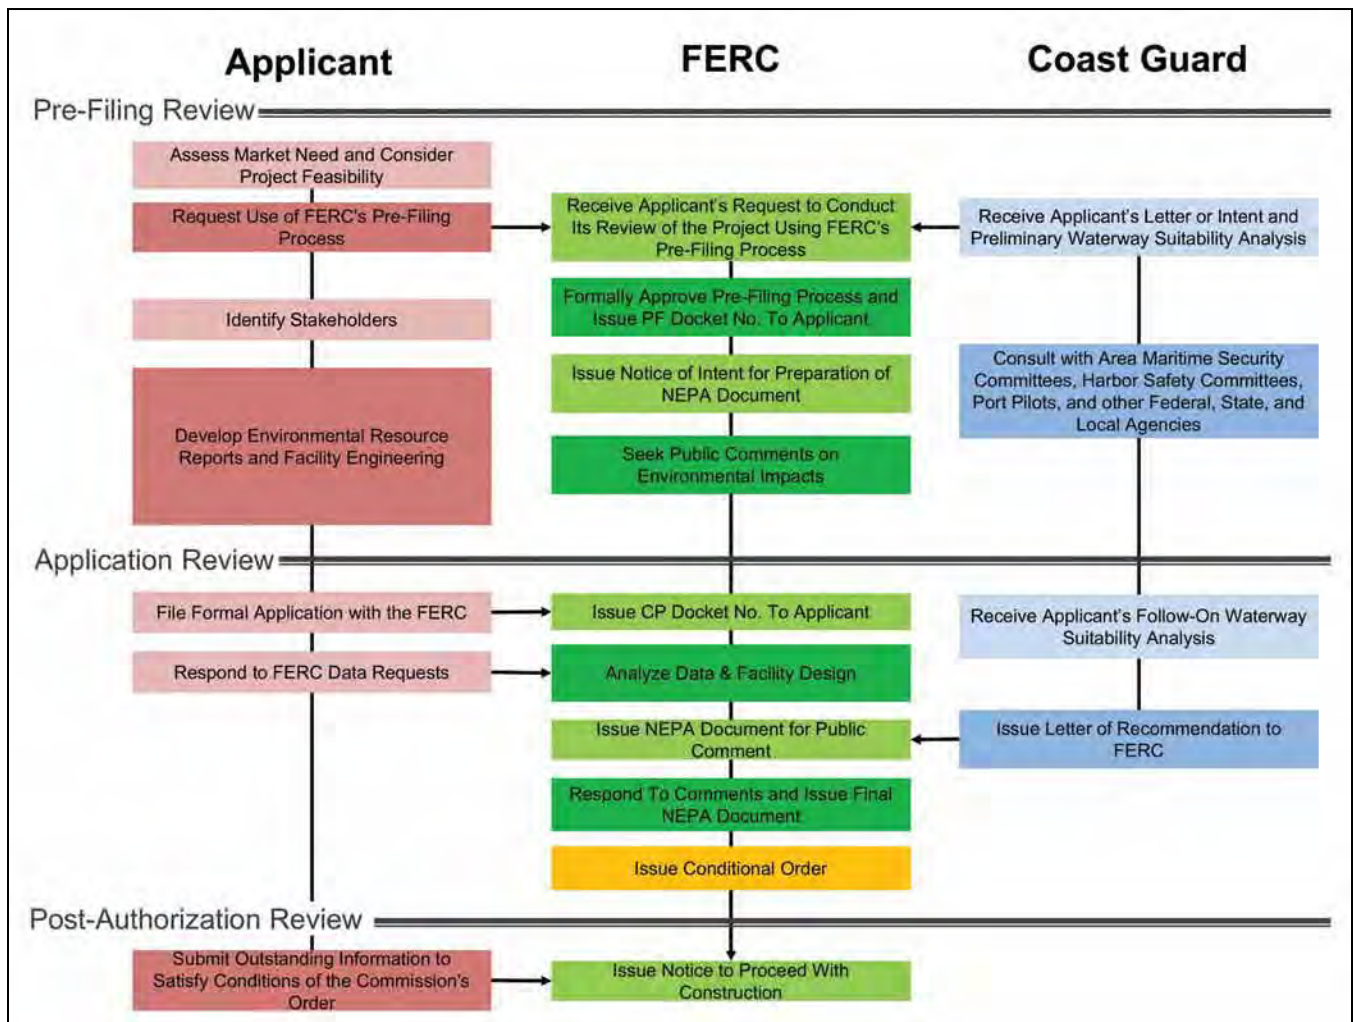 Applicant
FERC
Coast Guard
Pre-Filing Review
Assess Market Need and Consider
Project Feasibility
Request Use of FERC's Pre-Filing
Process
Receive Applicant's Request to Conduct
Its Review of the Project Using FERC's
Pre-Filing Process
Receive Applicant's Letter or Intent and
Preliminary Waterway Suitability Analysis
Identify Stakeholders
Formally Approve Pre-Filing Process and
Issue PF Docket No. To Applicant
Issue Notice of Intent for Preparation of
NEPA Document
Consult with Area Maritime Security
Committees, Harbor Safety Committees,
Port Pilots, and other Federal, State, and
Local Agencies
Develop Environmental Resource
Reports and Facility Engineering
Seek Public Comments on
Environmental Impacts
Application Review
File Formal Application with the FERC
Issue CP Docket No. To Applicant
Receive Applicant's Follow-On Waterway
Suitability Analysis
Respond to FERC Data Requests
Analyze Data & Facility Design
Issue NEPA Document for Public
Comment
Issue Letter of Recommendation to
FERC
Respond To Comments and Issue Final
NEPA Document
Issue Conditional Order
Post-Authorization Review
Submit Outstanding Information to
Satisfy Conditions of the Commission's
Order
Issue Notice to Proceed With
Construction